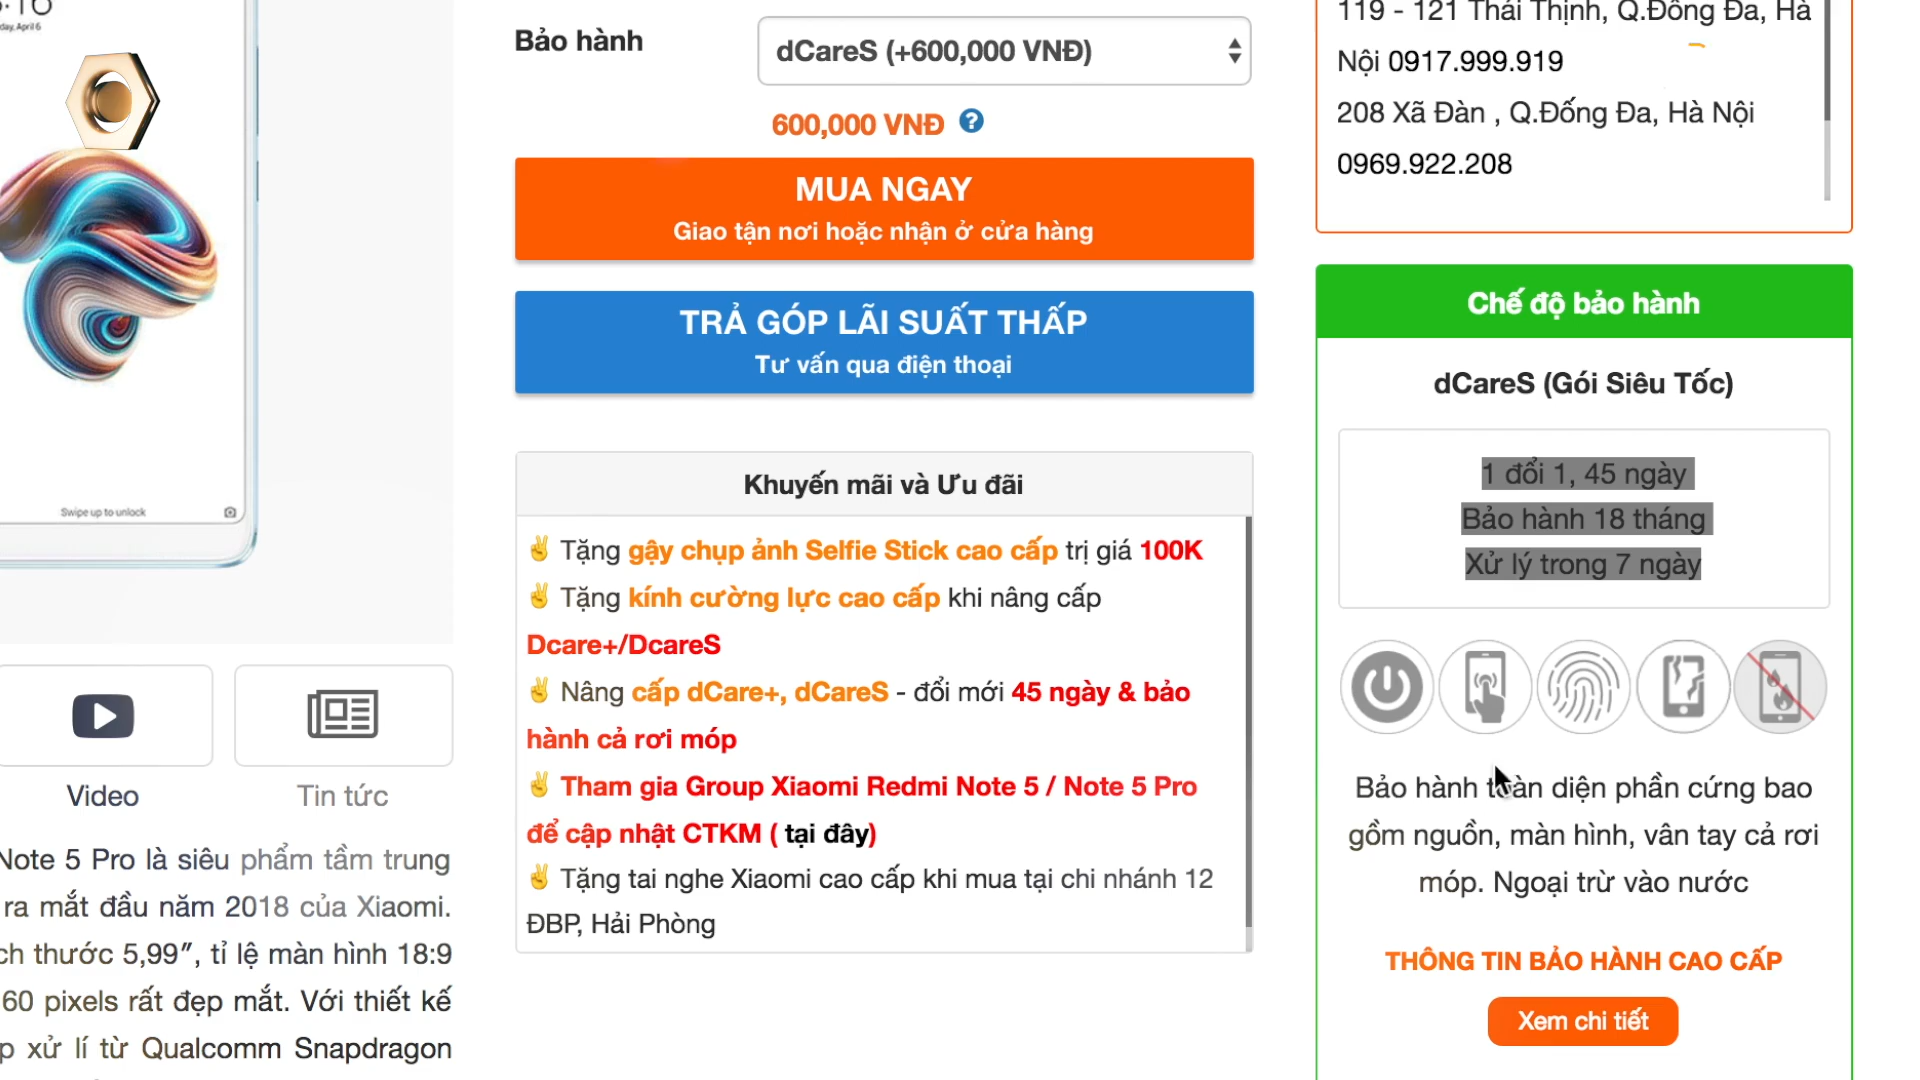 day, April 6
Swipe up to unlock
Video
Tin tức
Note 5 Pro là siêu phẩm tầm trung
ra mắt đầu năm 2018 của Xiaomi.
thước 5,99″, tỉ lệ màn hình 18:9
60 pixels rất đẹp mắt. Với thiết kế
xử lí từ Qualcomm Snapdragon
Bảo hành
dCareS (+600,000 VNĐ)
600,000 VNĐ ?
MUA NGAY
Giao tận nơi hoặc nhận ở cửa hàng
TRẢ GÓP LÃI SUẤT THẤP
Tư vấn qua điện thoại
Khuyến mãi và Ưu đãi
✌ Tặng gậy chụp ảnh Selfie Stick cao cấp trị giá 100K
✌ Tặng kính cường lực cao cấp khi nâng cấp
Dcare+/DcareS
✌ Nâng cấp dCare+, dCareS - đổi mới 45 ngày & bảo
hành cả rơi móp
✌ Tham gia Group Xiaomi Redmi Note 5 / Note 5 Pro
để cập nhật CTKM ( tại đây)
✌ Tặng tai nghe Xiaomi cao cấp khi mua tại chi nhánh 12
ĐBP, Hải Phòng
119 - 121 Thái Thịnh, Q.Đống Đa, Hà
Nội 0917.999.919
208 Xã Đàn , Q.Đống Đa, Hà Nội
0969.922.208
Chế độ bảo hành
dCareS (Gói Siêu Tốc)
1 đổi 1, 45 ngày
Bảo hành 18 tháng
Xử lý trong 7 ngày
Bảo hành toàn diện phần cứng bao
gồm nguồn, màn hình, vân tay cả rơi
móp. Ngoại trừ vào nước
THÔNG TIN BẢO HÀNH CAO CẤP
Xem chi tiết